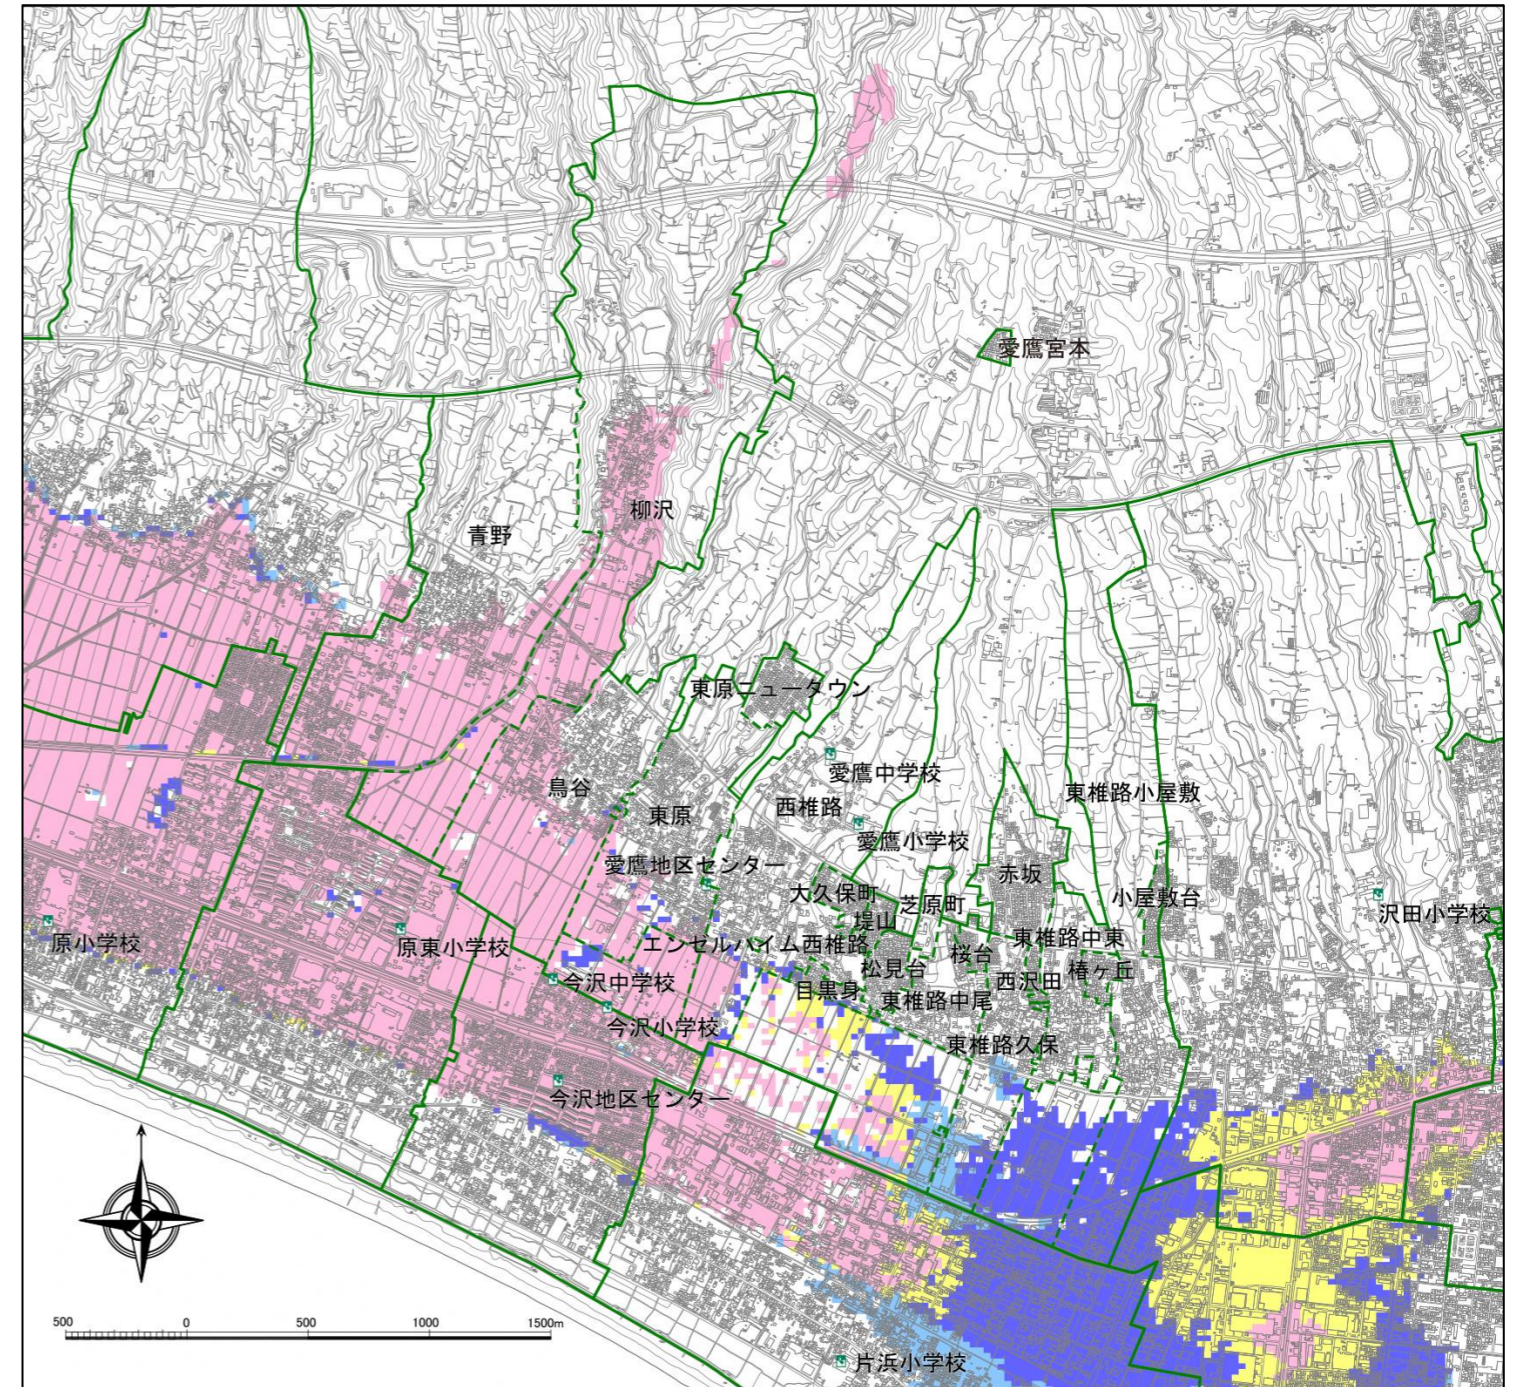 愛鷹宮本
柳沢
青野
東原ニュータウン
愛鷹中学校
鳥谷
西椎路
東椎路小屋敷
東原
愛鷹小学校
愛鷹地区センター
赤坂
大久保町
芝原町
小屋敷台
沢田小学校
堤山
原小学校
原東小学校
エンゼルハイム西椎路
東椎路中東
桜台
松見台
椿ヶ丘
今沢中学校
目黒身
西沢田
東椎路中尾
今沢小学校
東椎路久保
今沢地区センター
500 0 500 1000 1500m
片浜小学校